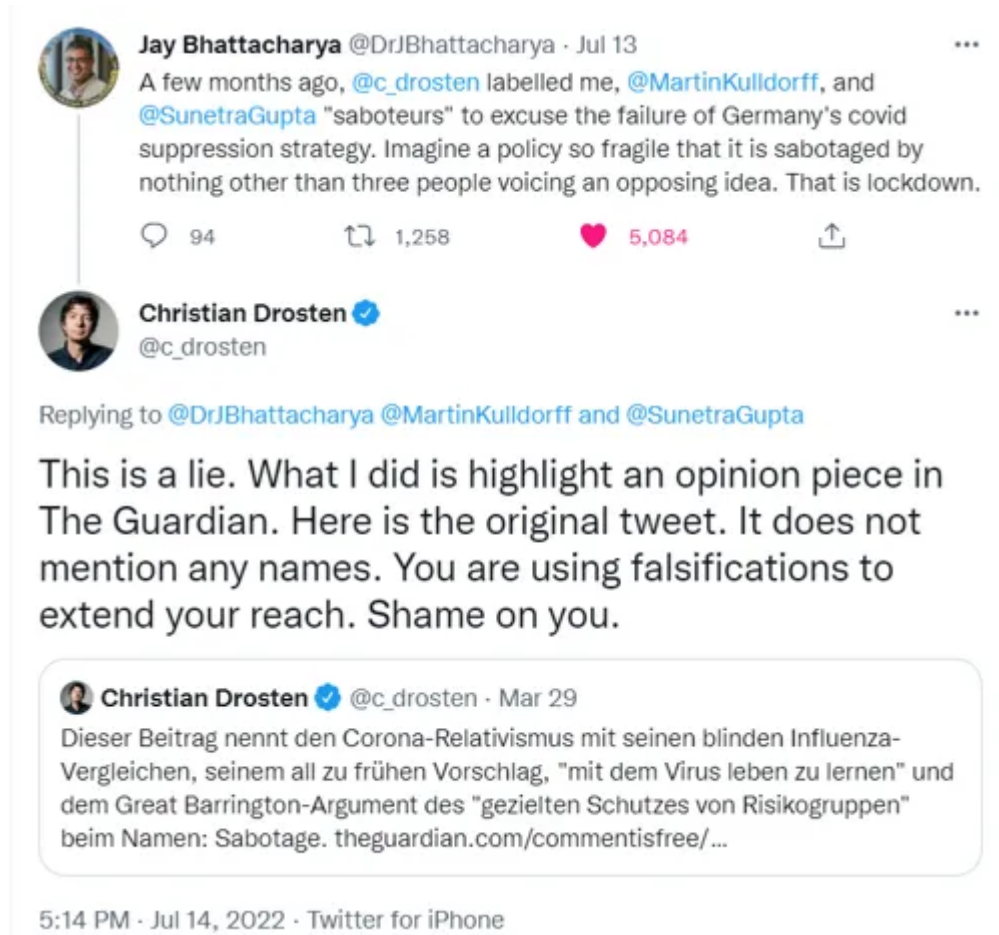 Jay Bhattacharya @DrJBhattacharya · Jul 13
A few months ago, @c_drosten labelled me, @MartinKulldorff, and
@SunetraGupta "saboteurs" to excuse the failure of Germany's covid
suppression strategy. Imagine a policy so fragile that it is sabotaged by
nothing other than three people voicing an opposing idea. That is lockdown.
94 1,258 5,084
Christian Drosten
@c_drosten
Replying to @DrJBhattacharya @MartinKulldorff and @SunetraGupta
This is a lie. What I did is highlight an opinion piece in
The Guardian. Here is the original tweet. It does not
mention any names. You are using falsifications to
extend your reach. Shame on you.
Christian Drosten @c_drosten · Mar 29
Dieser Beitrag nennt den Corona-Relativismus mit seinen blinden Influenza-
Vergleichen, seinem all zu frühen Vorschlag, "mit dem Virus leben zu lernen" und
dem Great Barrington-Argument des "gezielten Schutzes von Risikogruppen"
beim Namen: Sabotage. theguardian.com/commentisfree/...
5:14 PM · Jul 14, 2022 · Twitter for iPhone